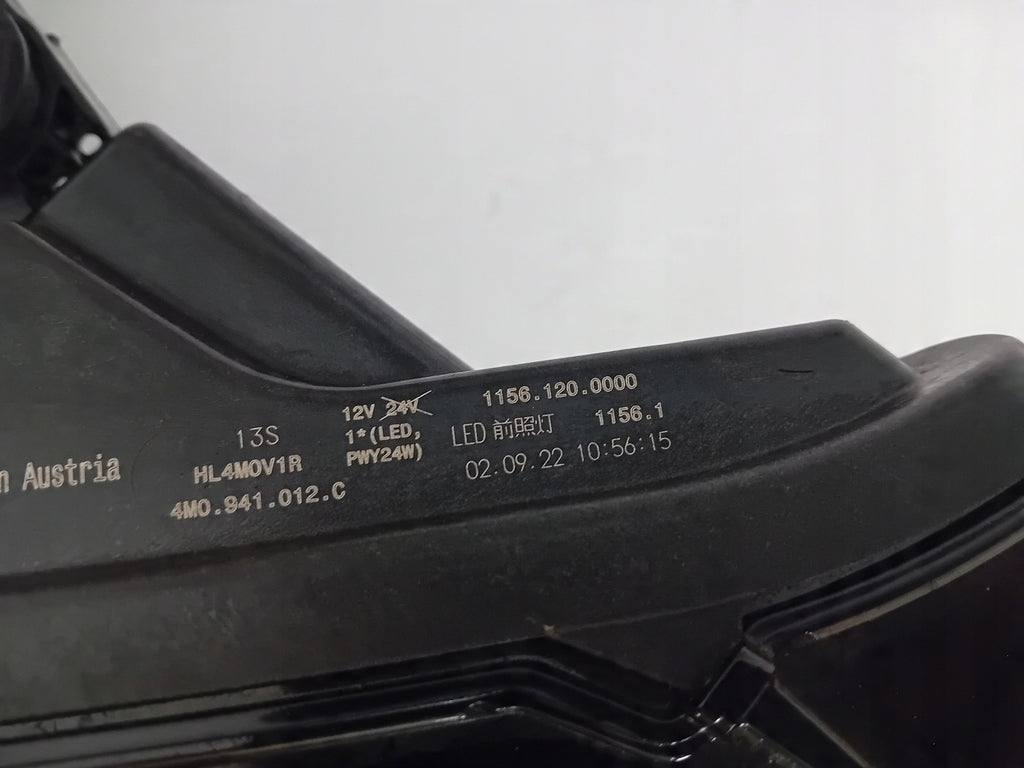 n Austria
13S
HL4M0V1R
4M0.941.012.C
12V 24V
1*(LED,
PWY24W)
1156.120.0000
LED 前照灯 1156.1
02.09.22 10:56:15